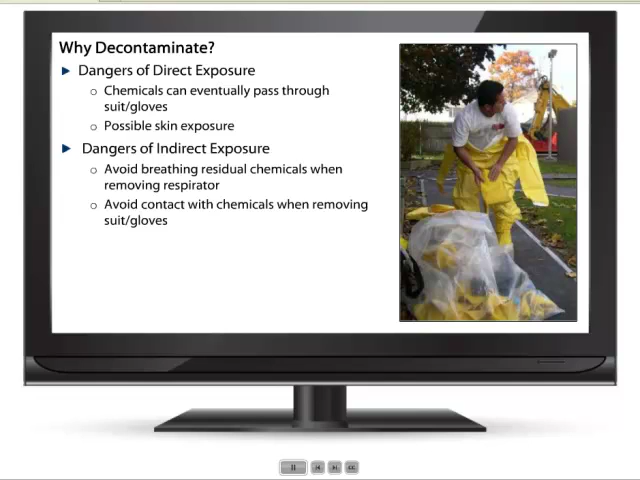 Why Decontaminate?
Dangers of Direct Exposure
Chemicals can eventually pass through
suit/gloves
Possible skin exposure
Dangers of Indirect Exposure
Avoid breathing residual chemicals when
removing respirator
Avoid contact with chemicals when removing
suit/gloves